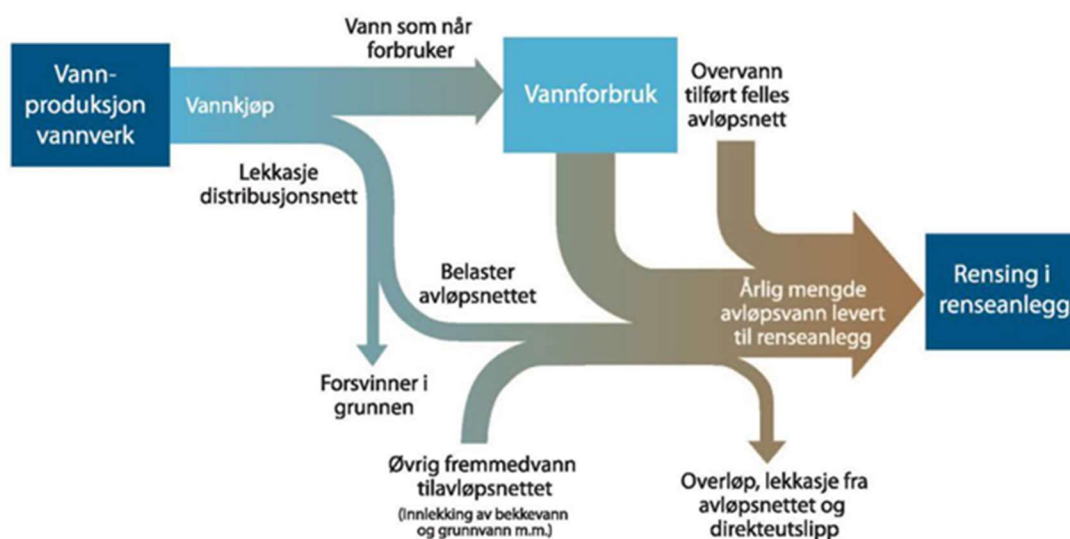 Vann som når
forbruker
Vann-
produksjon
vannverk
Vannkjøp
Vannforbruk
Overvann
tilført felles
avløpsnett
Lekkasje
distribusjonsnett
Belaster
avløpsnettet
Årlig mengde
avløpsvann levert
til renseanlegg
Rensing i
renseanlegg
Forsvinner i
grunnen
Øvrig fremmedvann
tilavløpsnettet
(Innlekking av bekkevann
og grunnvann m.m.)
Overløp, lekkasje fra
avløpsnettet og
direkteutslipp